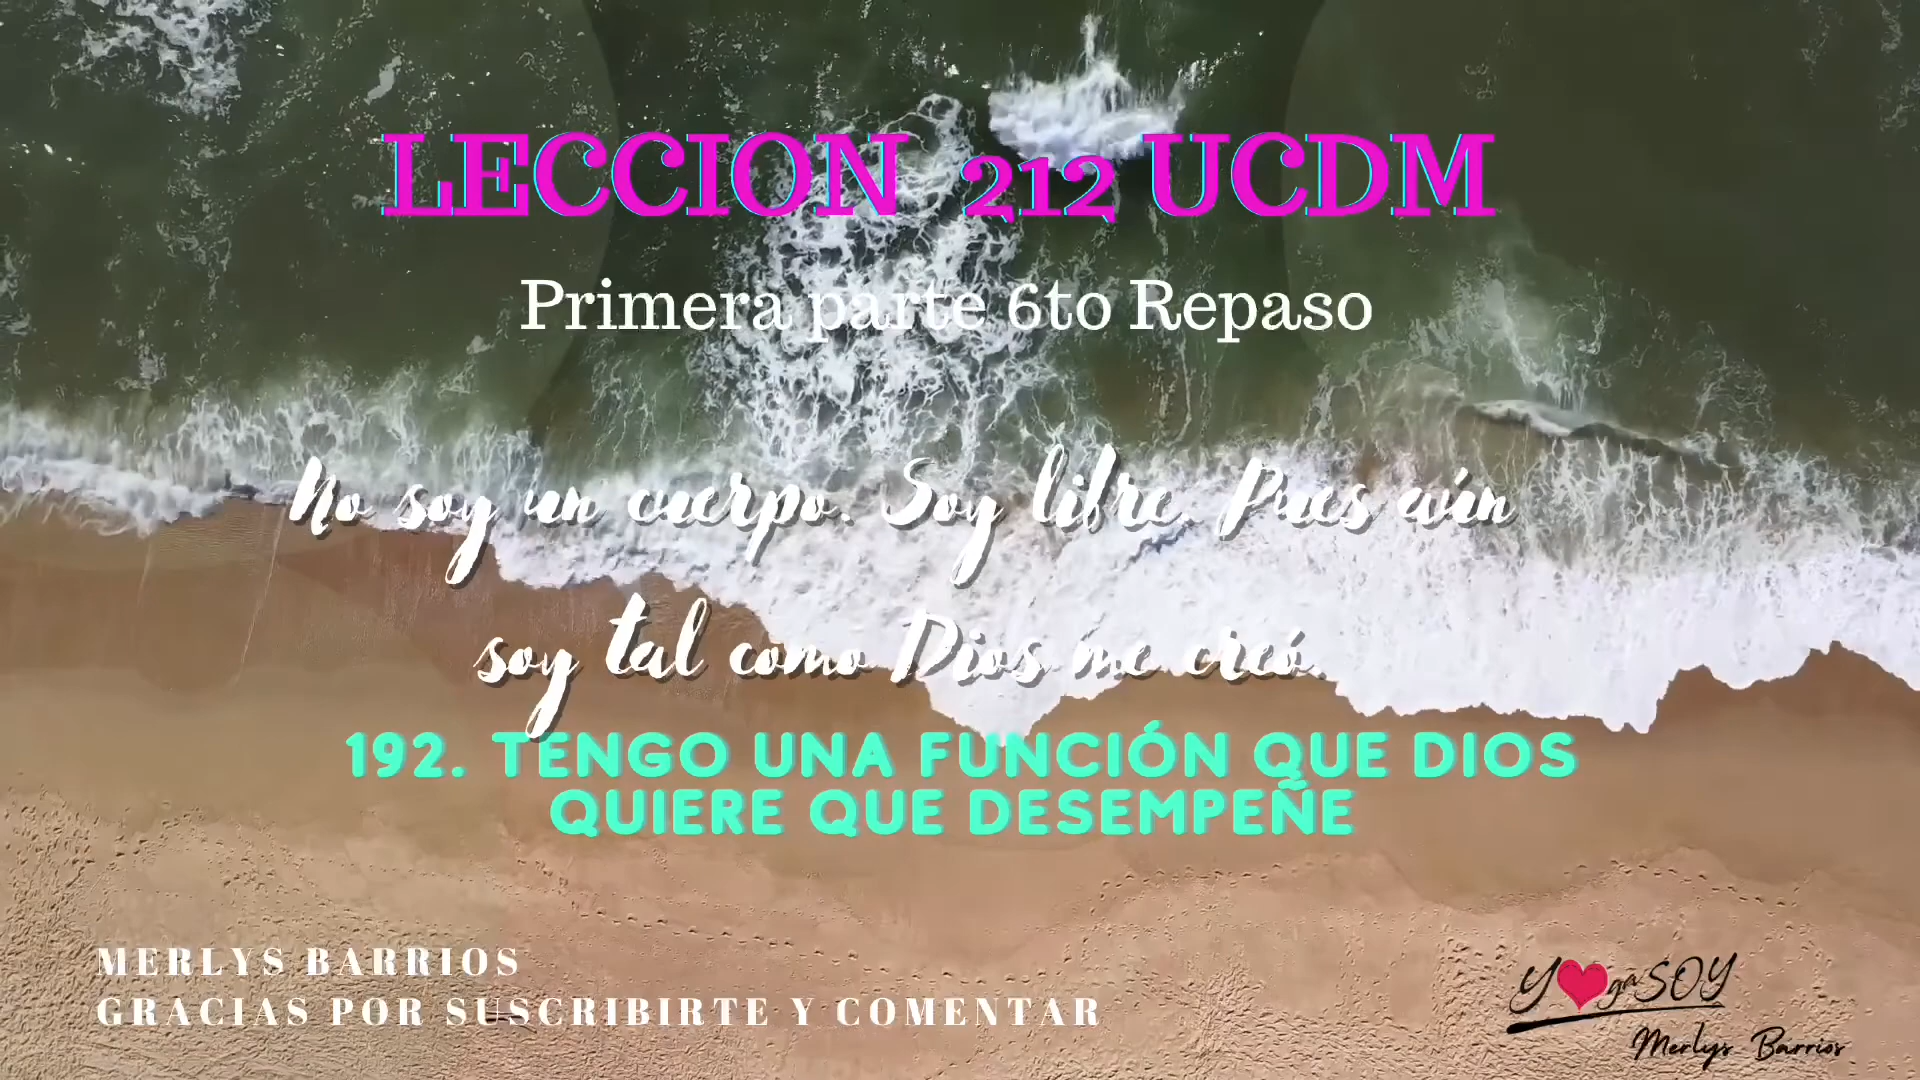 LECCION 212 UCDM
Primera parte 6to Repaso
No soy un cuerpo. Soy libre. Pues aún
soy tal como Dios me creó.
192. TENGO UNA FUNCIÓN QUE DIOS
QUIERE QUE DESEMPEÑE
MERLYS BARRIOS
GRACIAS POR SUSCRIBIRTE Y COMENTAR
Y❤gaSOY
Merlys Barrios